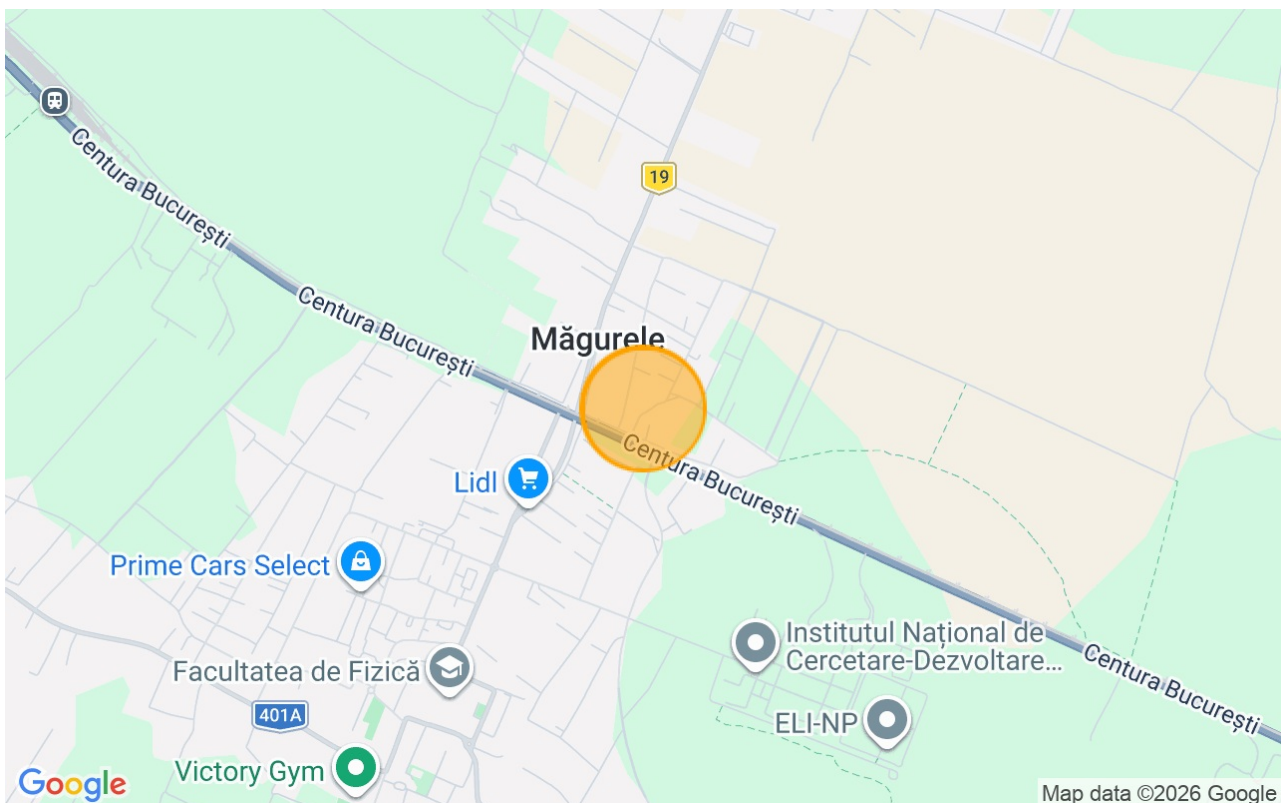 Centura București
19
Centura București
Măgurele
Centura București
Lidl
Prime Cars Select
Institutul Național de
Cercetare-Dezvoltare...
Centura București
Facultatea de Fizică
401A
ELI-NP
Victory Gym
Google
Map data ©2026 Google